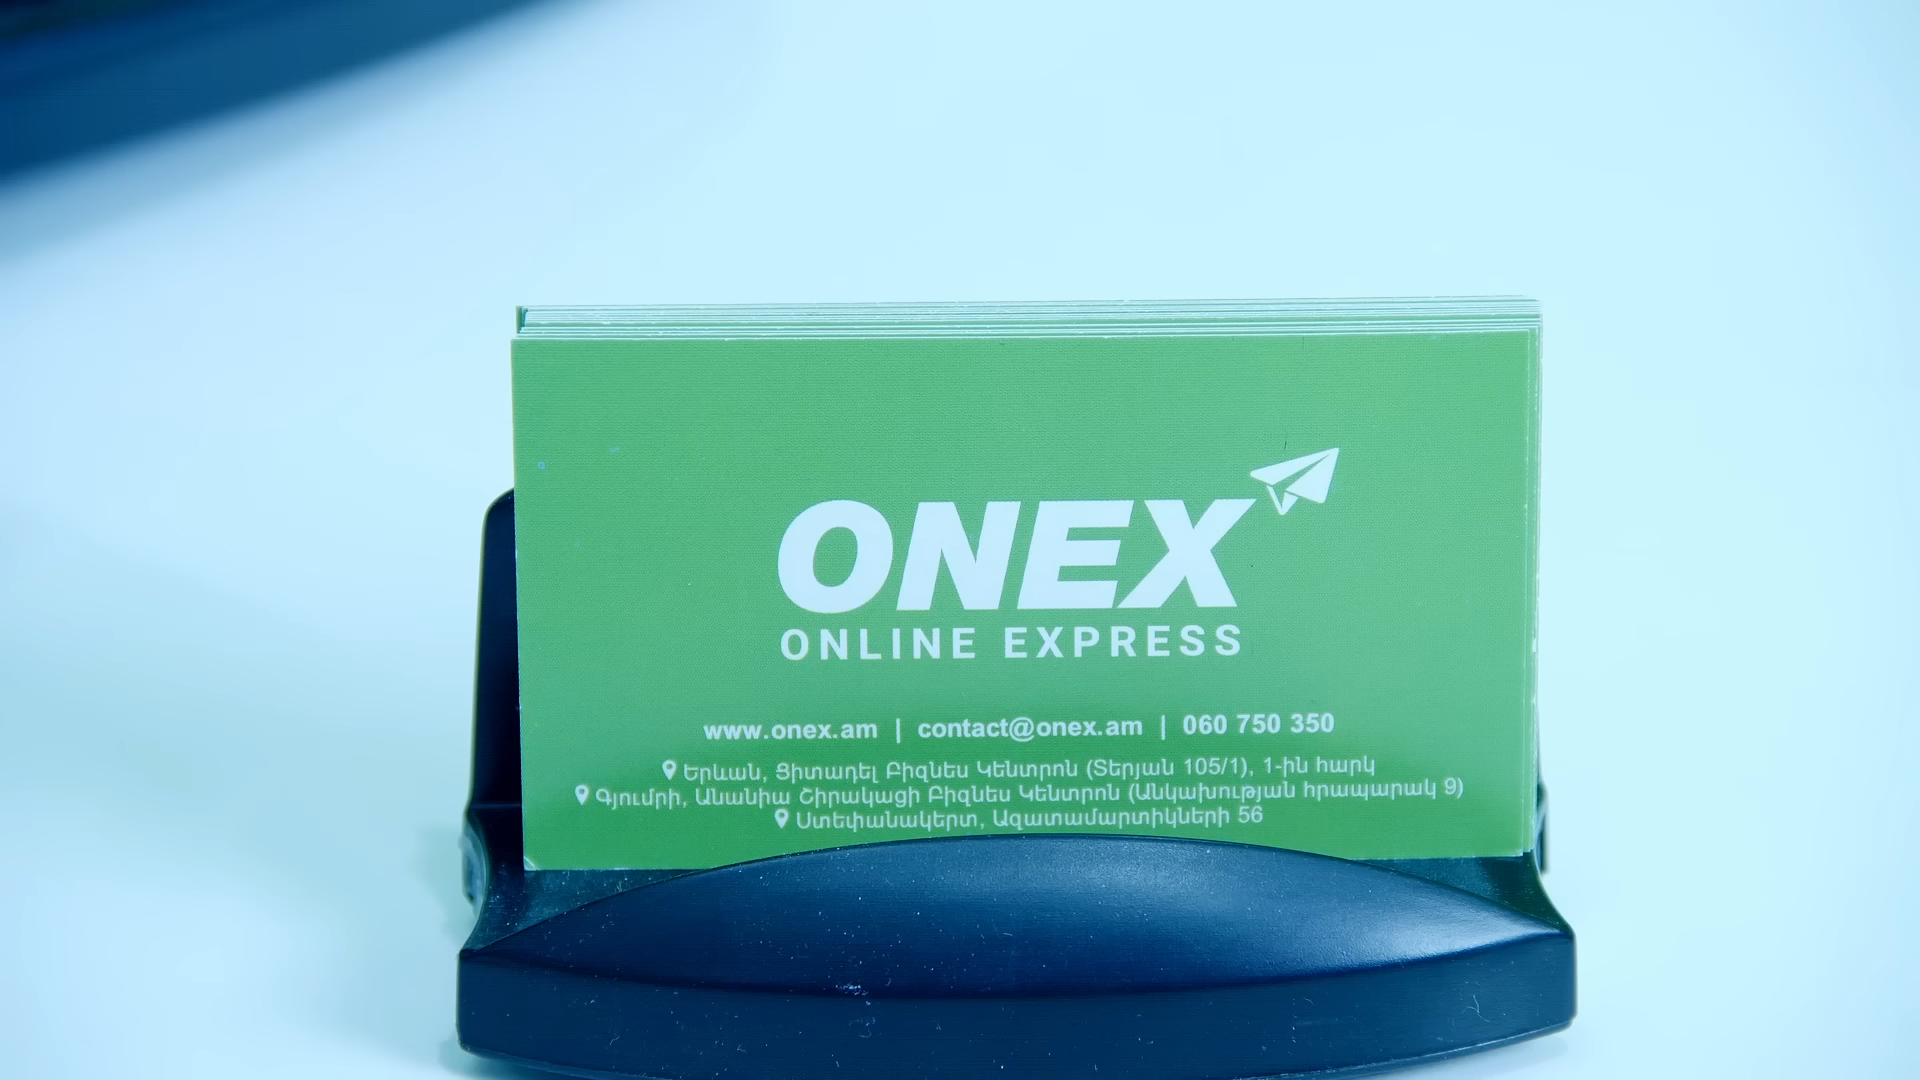 ONEX
ONLINE EXPRESS
www.onex.am | contact@onex.am | 060 750 350
Երևան, Ցիտադել Բիզնես Կենտրոն (Տերյան 105/1), 1-ին հարկ
Գյումրի, Անանիա Շիրակացի Բիզնես Կենտրոն (Անկախության հրապարակ 9)
Ստեփանակերտ, Ազատամարտիկների 56